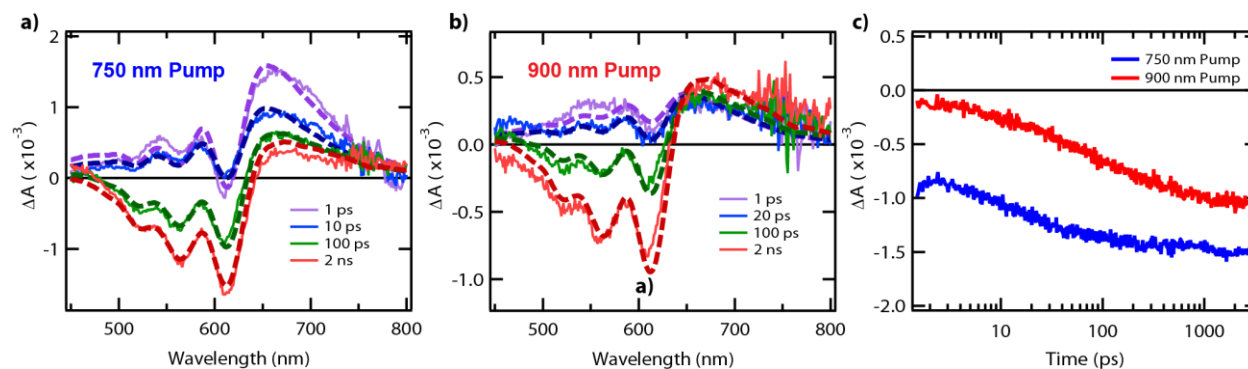 a)
750 nm Pump
2
1
0
-1
ΔA (x10⁻³)
1 ps
10 ps
100 ps
2 ns
500
600
700
800
Wavelength (nm)
b)
900 nm Pump
1.0
0.5
0.0
-0.5
-1.0
ΔA (x10⁻³)
1 ps
20 ps
100 ps
2 ns
a)
500
600
700
800
Wavelength (nm)
c)
0.5
0.0
-0.5
-1.0
-1.5
-2.0
ΔA (x10⁻³)
750 nm Pump
900 nm Pump
10
100
1000
Time (ps)